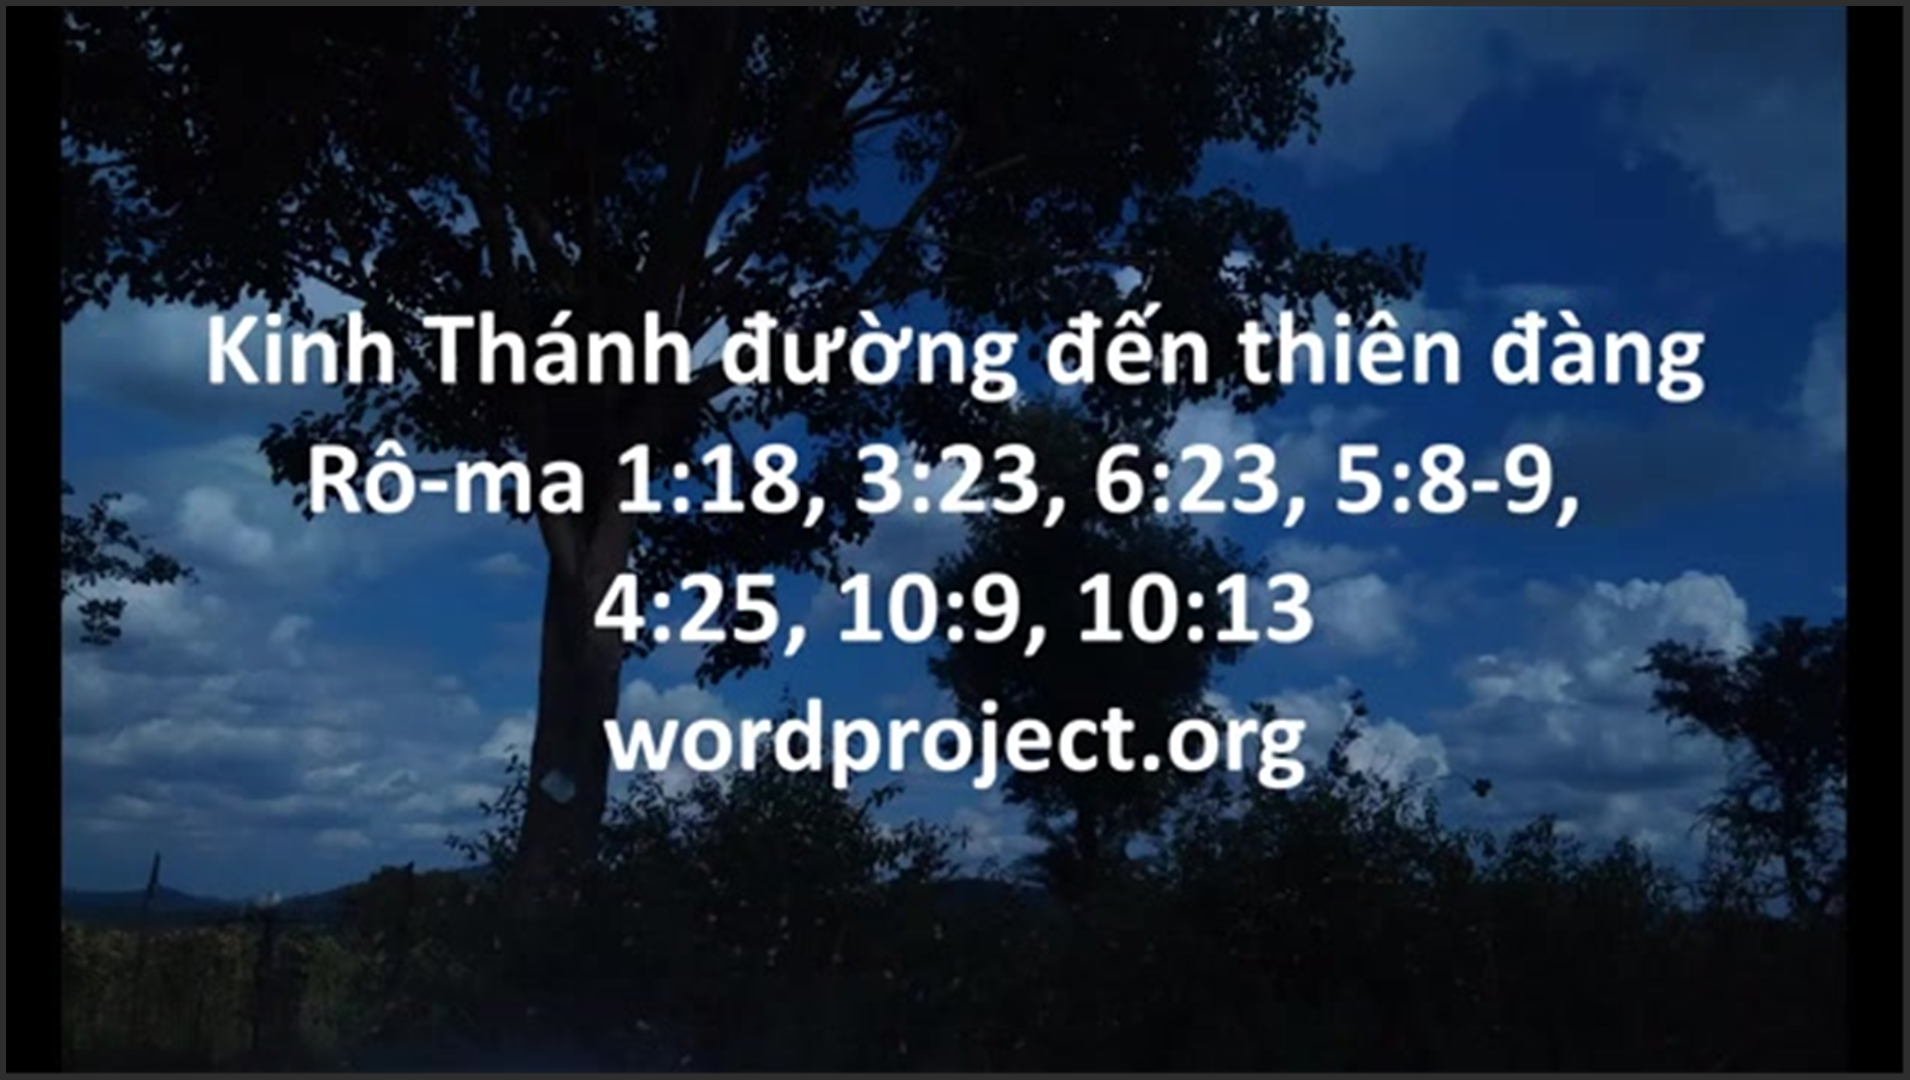 Kinh Thánh đường đến thiên đàng
Rô-ma 1:18, 3:23, 6:23, 5:8-9,
4:25, 10:9, 10:13
wordproject.org